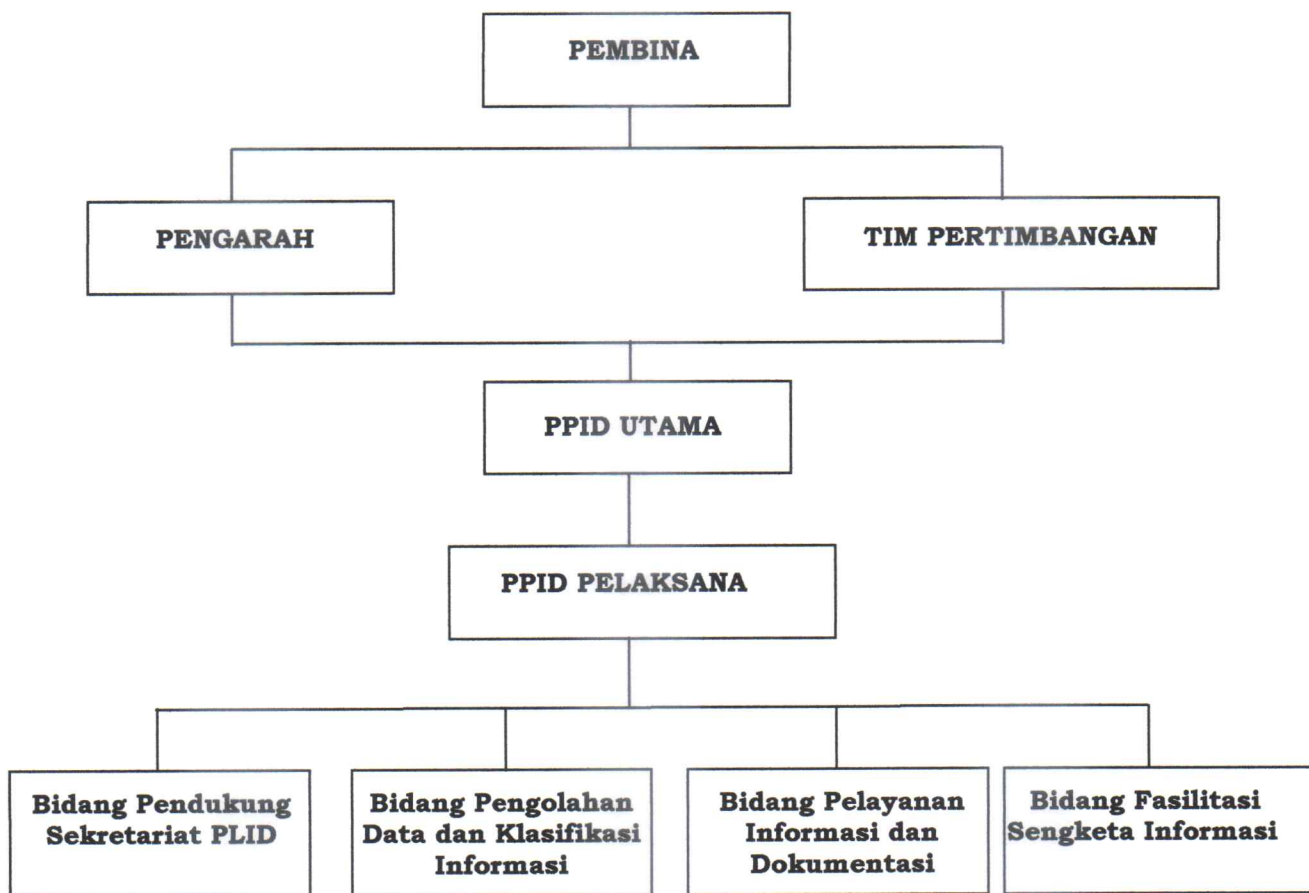 PEMBINA
PENGARAH
TIM PERTIMBANGAN
PPID UTAMA
PPID PELAKSANA
Bidang Pendukung
Sekretariat PLID
Bidang Pengolahan
Data dan Klasifikasi
Informasi
Bidang Pelayanan
Informasi dan
Dokumentasi
Bidang Fasilitasi
Sengketa Informasi